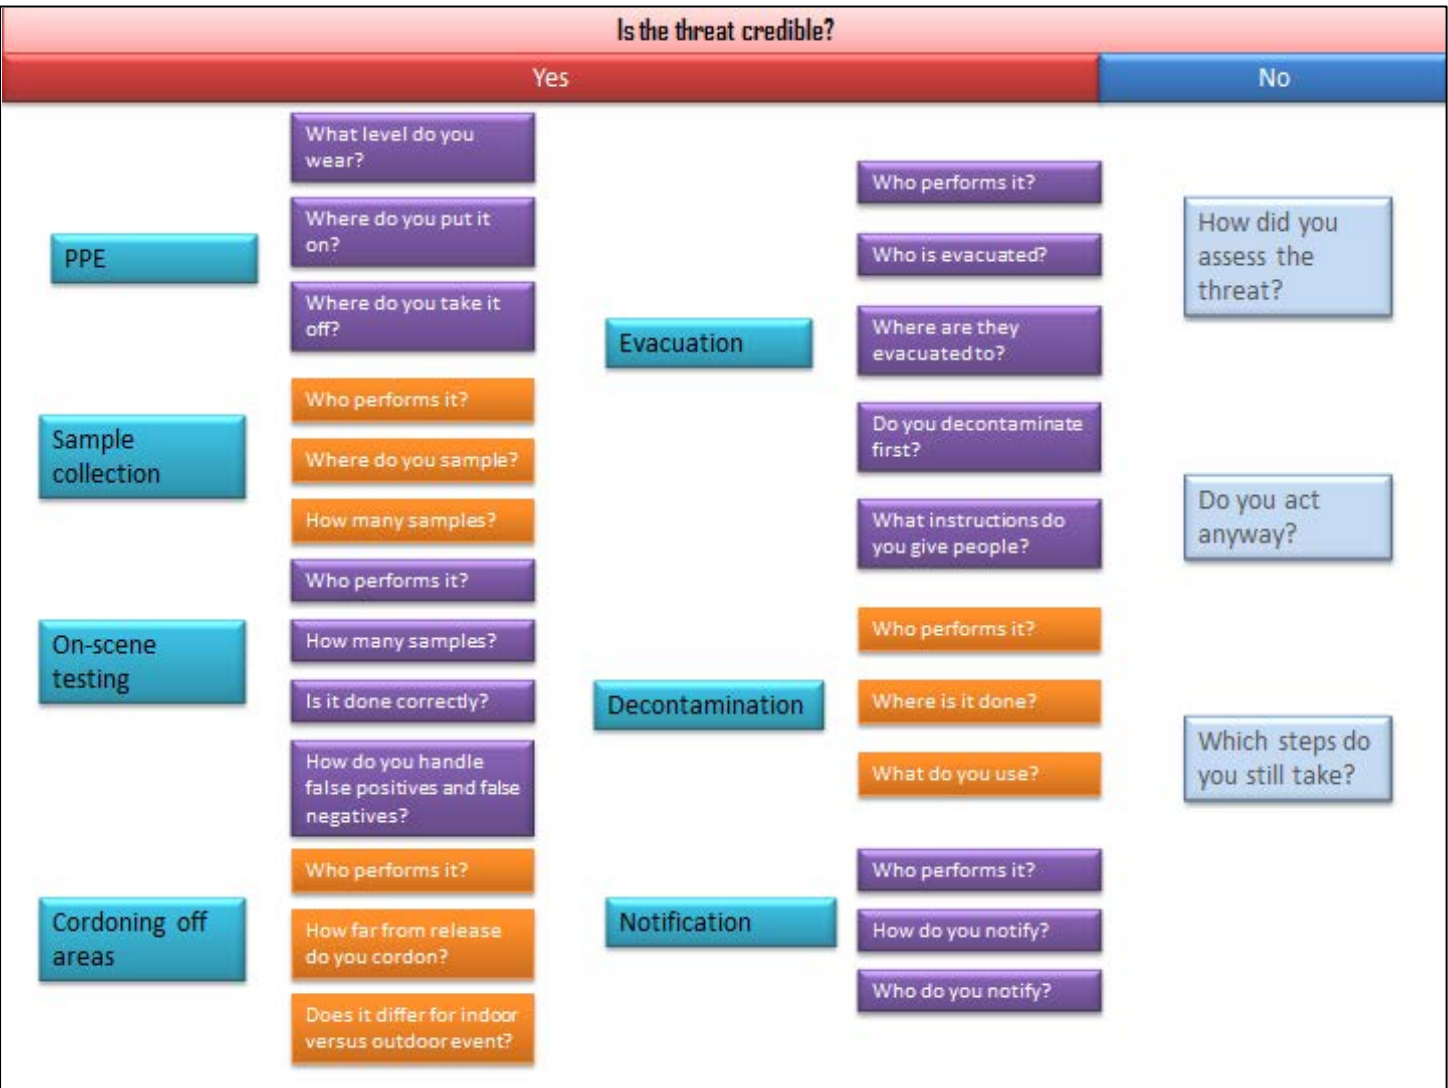 Is the threat credible?
Yes
No
PPE
What level do you
wear?
Where do you put it
on?
Where do you take it
off?
Sample
collection
Who performs it?
Where do you sample?
How many samples?
On-scene
testing
Who performs it?
How many samples?
Is it done correctly?
How do you handle
false positives and false
negatives?
Cordoning off
areas
Who performs it?
How far from release
do you cordon?
Does it differ for indoor
versus outdoor event?
Evacuation
Who performs it?
Who is evacuated?
Where are they
evacuated to?
Do you decontaminate
first?
What instructions do
you give people?
Decontamination
Who performs it?
Where is it done?
What do you use?
Notification
Who performs it?
How do you notify?
Who do you notify?
How did you
assess the
threat?
Do you act
anyway?
Which steps do
you still take?